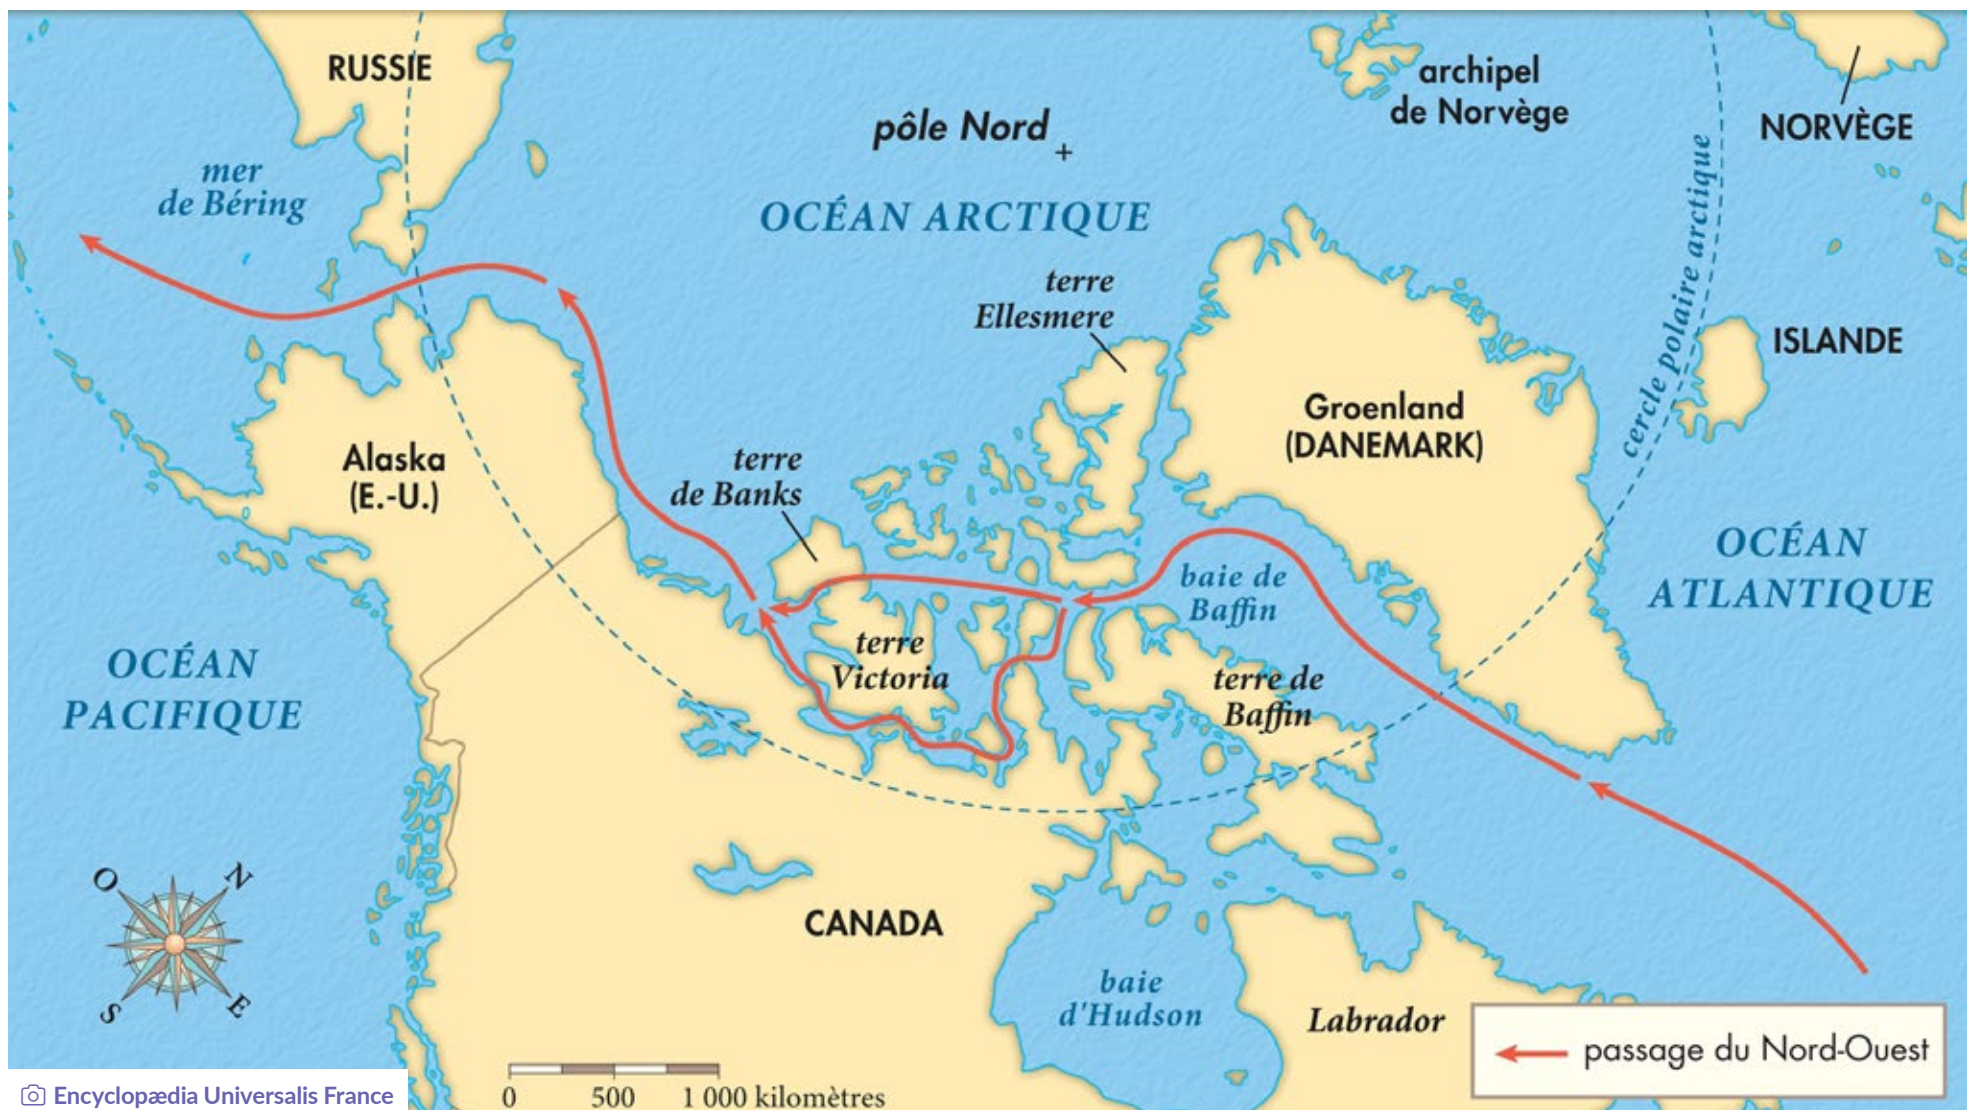 RUSSIE
archipel
de Norvège
NORVÈGE
pôle Nord
+
mer
de Béring
OCÉAN ARCTIQUE
cercle polaire arctique
terre
Ellesmere
ISLANDE
Groenland
(DANEMARK)
Alaska
(E.-U.)
terre
de Banks
OCÉAN
ATLANTIQUE
baie de
Baffin
terre
Victoria
terre de
Baffin
OCÉAN
PACIFIQUE
O
N
S
E
CANADA
baie
d'Hudson
Labrador
passage du Nord-Ouest
0 500 1 000 kilomètres
Encyclopædia Universalis France